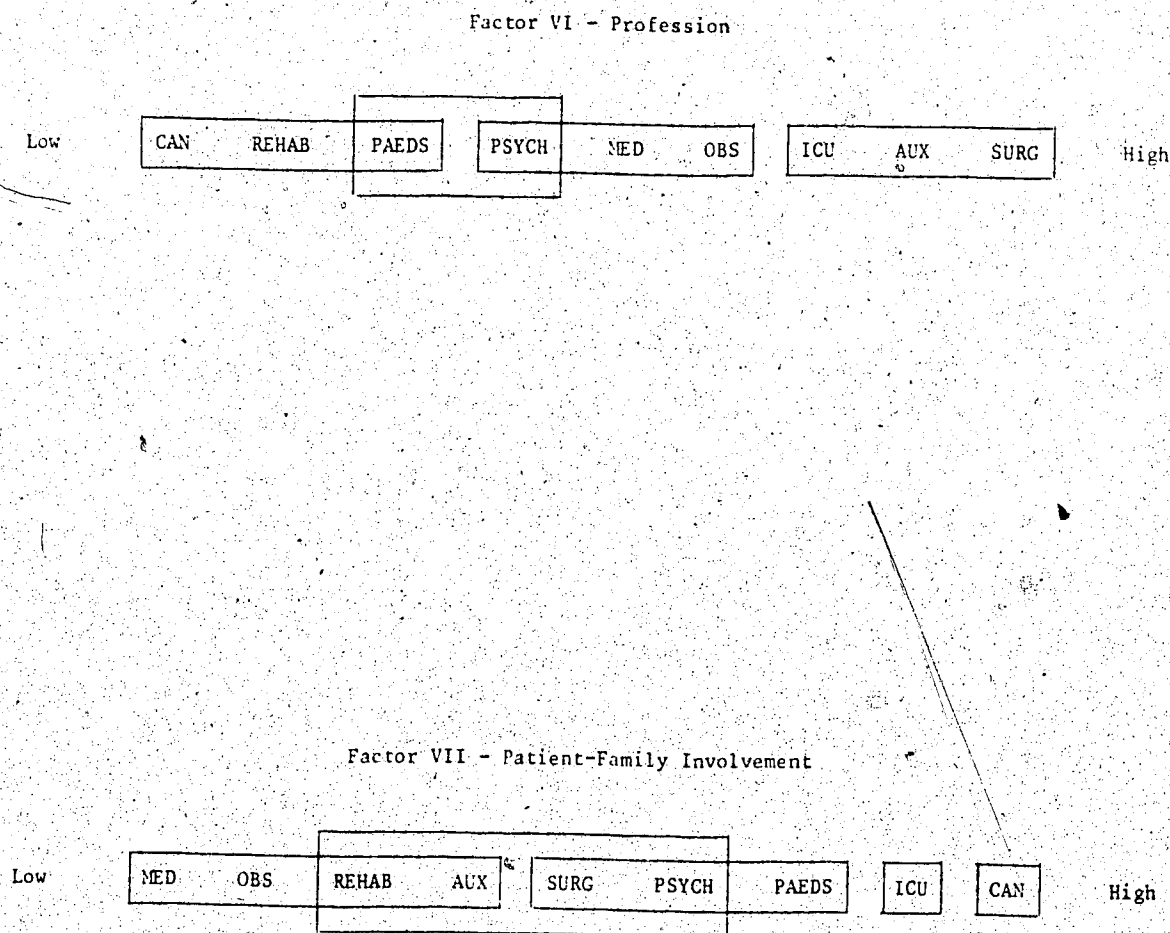 Factor VI - Profession
Low CAN REHAB PAEDS PSYCH MED OBS ICU AUX SURG High
Factor VII - Patient-Family Involvement
Low MED OBS REHAB AUX SURG PSYCH PAEDS ICU CAN High